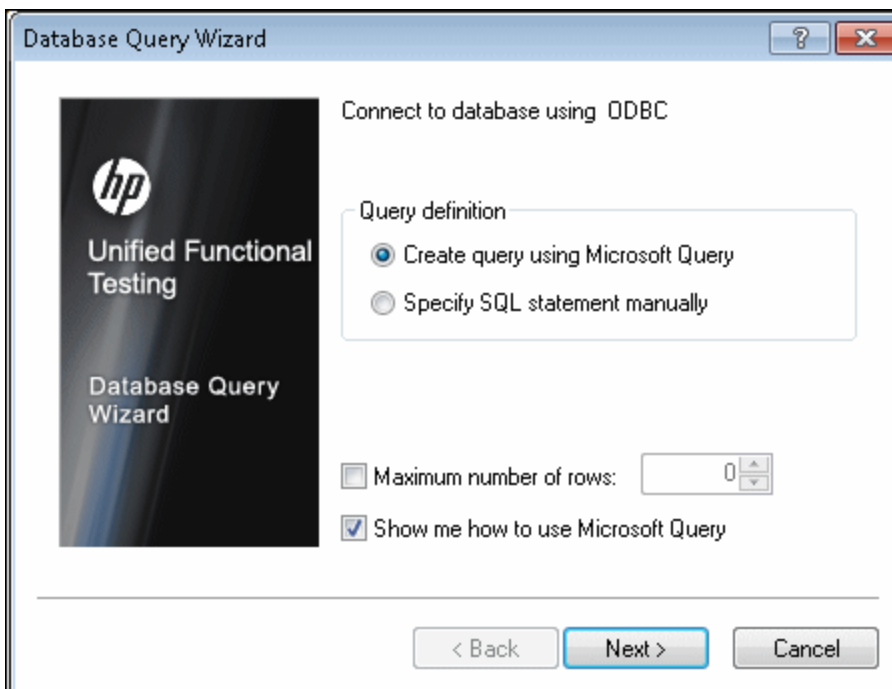 Database Query Wizard
?
Connect to database using ODBC
hp
Unified Functional
Testing
Database Query
Wizard
Query definition
Create query using Microsoft Query
Specify SQL statement manually
Maximum number of rows: 0
Show me how to use Microsoft Query
< Back Next > Cancel